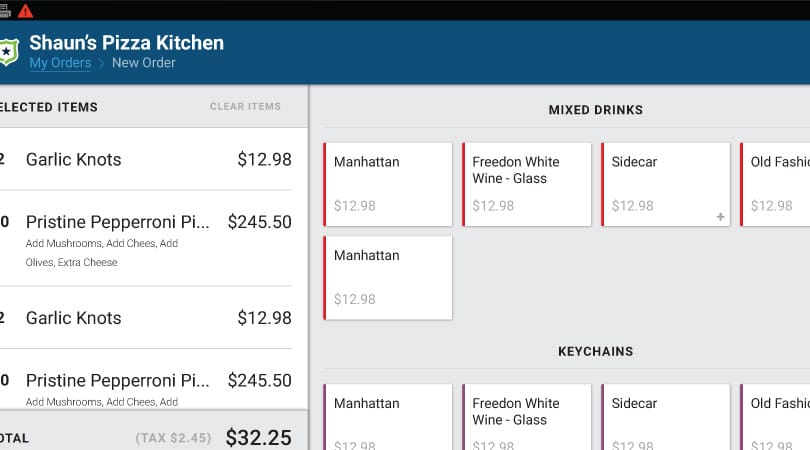 Shaun's Pizza Kitchen
My Orders > New Order
ELECTED ITEMS CLEAR ITEMS
2 Garlic Knots $12.98
0 Pristine Pepperroni Pi... $245.50
Add Mushrooms, Add Chees, Add
Olives, Extra Cheese
2 Garlic Knots $12.98
0 Pristine Pepperroni Pi... $245.50
Add Mushrooms, Add Chees, Add
OTAL (TAX $2.45) $32.25
MIXED DRINKS
Manhattan
$12.98
Freedon White
Wine - Glass
$12.98
Sidecar
$12.98
+
Old Fashio
$12.98
Manhattan
$12.98
KEYCHAINS
Manhattan
$12.98
Freedon White
Wine - Glass
$12.98
Sidecar
$12.98
Old Fashio
$12.98